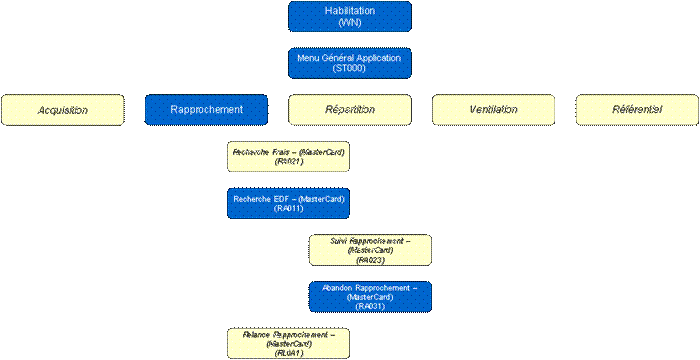 Habilitation
(WN)
Menu Général Application
(ST000)
Acquisition
Rapprochement
Répartition
Ventilation
Référentiel
Recherche Frais – (MasterCard)
(RA021)
Recherche EDF – (MasterCard)
(RA011)
Suivi Rapprochement –
(MasterCard)
(RA023)
Abandon Rapprochement –
(MasterCard)
(RA031)
Relance Rapprochement –
(MasterCard)
(RL0A1)